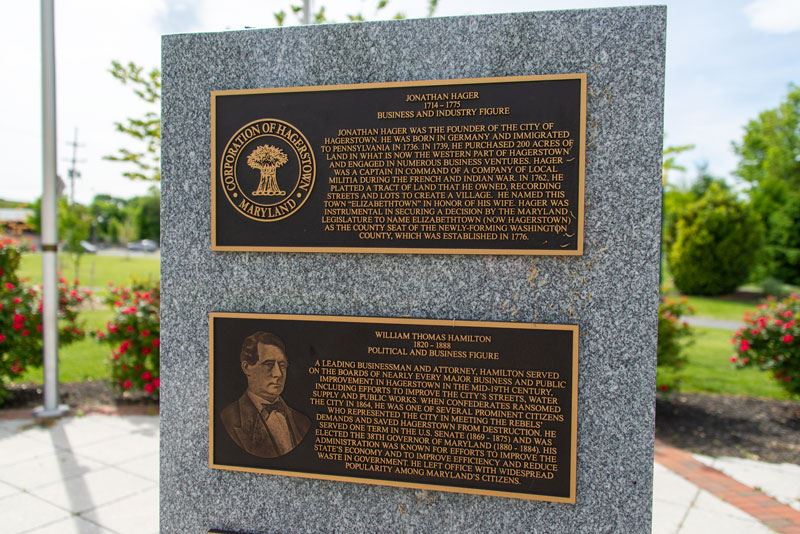 JONATHAN HAGER
1714 – 1775
BUSINESS AND INDUSTRY FIGURE
CORPORATION OF HAGERSTOWN
MARYLAND
JONATHAN HAGER WAS THE FOUNDER OF THE CITY OF
HAGERSTOWN. HE WAS BORN IN GERMANY AND IMMIGRATED
TO PENNSYLVANIA IN 1736. IN 1739, HE PURCHASED 200 ACRES OF
LAND IN WHAT IS NOW THE WESTERN PART OF HAGERSTOWN
AND ENGAGED IN NUMEROUS BUSINESS VENTURES. HAGER
WAS A CAPTAIN IN COMMAND OF A COMPANY OF LOCAL
MILITIA DURING THE FRENCH AND INDIAN WAR. IN 1762, HE
PLATTED A TRACT OF LAND THAT HE OWNED, RECORDING
STREETS AND LOTS TO CREATE A VILLAGE. HE NAMED THIS
TOWN "ELIZABETHTOWN" IN HONOR OF HIS WIFE. HAGER WAS
INSTRUMENTAL IN SECURING A DECISION BY THE MARYLAND
LEGISLATURE TO NAME ELIZABETHTOWN (NOW HAGERSTOWN)
AS THE COUNTY SEAT OF THE NEWLY-FORMING WASHINGTON
COUNTY, WHICH WAS ESTABLISHED IN 1776.
WILLIAM THOMAS HAMILTON
1820 – 1888
POLITICAL AND BUSINESS FIGURE
A LEADING BUSINESSMAN AND ATTORNEY, HAMILTON SERVED
ON THE BOARDS OF NEARLY EVERY MAJOR BUSINESS AND PUBLIC
IMPROVEMENT IN HAGERSTOWN IN THE MID-19TH CENTURY,
INCLUDING EFFORTS TO IMPROVE THE CITY'S STREETS, WATER
SUPPLY AND PUBLIC WORKS. WHEN CONFEDERATES RANSOMED
THE CITY IN 1864, HE WAS ONE OF SEVERAL PROMINENT CITIZENS
WHO REPRESENTED THE CITY IN MEETING THE REBELS'
DEMANDS AND SAVED HAGERSTOWN FROM DESTRUCTION. HE
SERVED ONE TERM IN THE U.S. SENATE (1869 - 1875) AND WAS
ELECTED THE 38TH GOVERNOR OF MARYLAND (1880 - 1884). HIS
ADMINISTRATION WAS KNOWN FOR EFFORTS TO IMPROVE THE
STATE'S ECONOMY AND TO IMPROVE EFFICIENCY AND REDUCE
WASTE IN GOVERNMENT. HE LEFT OFFICE WITH WIDESPREAD
POPULARITY AMONG MARYLAND'S CITIZENS.